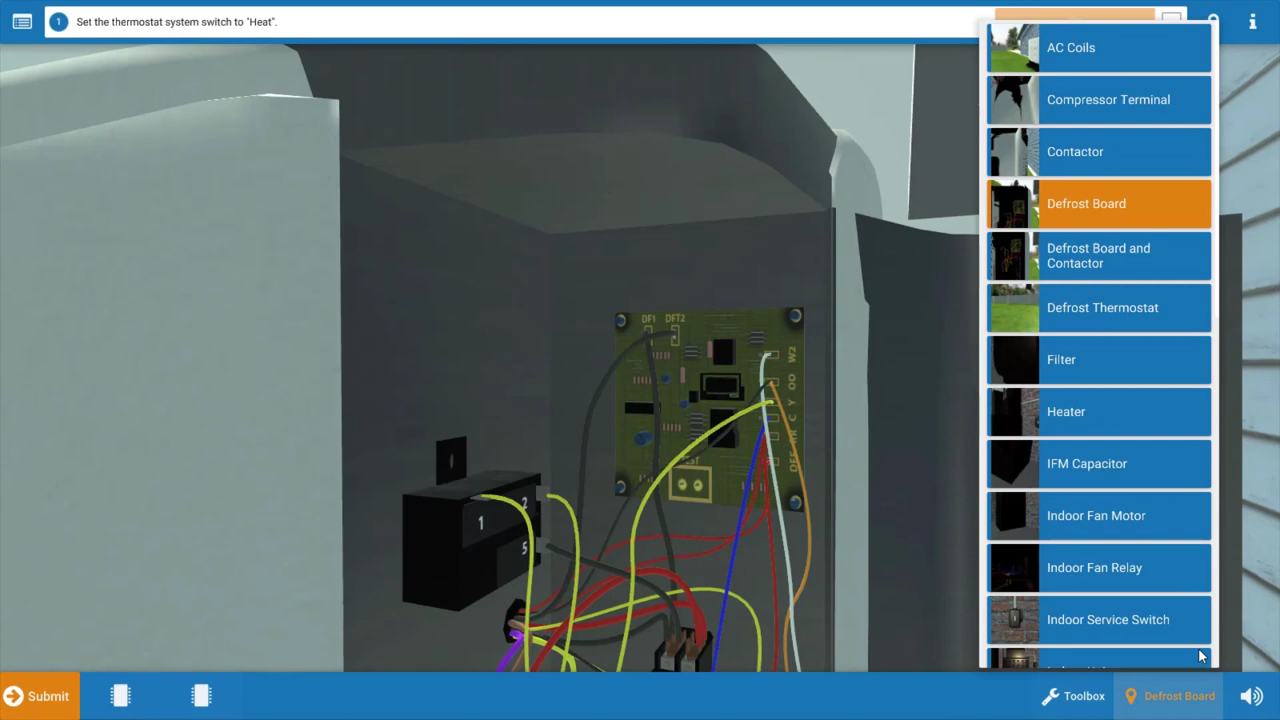 1 Set the thermostat system switch to "Heat".
AC Coils
Compressor Terminal
Contactor
Defrost Board
Defrost Board and
Contactor
Defrost Thermostat
Filter
Heater
IFM Capacitor
Indoor Fan Motor
Indoor Fan Relay
Indoor Service Switch
DF1 DFT2
W2
OO
Y
C
1
2
5
Submit
Toolbox
Defrost Board